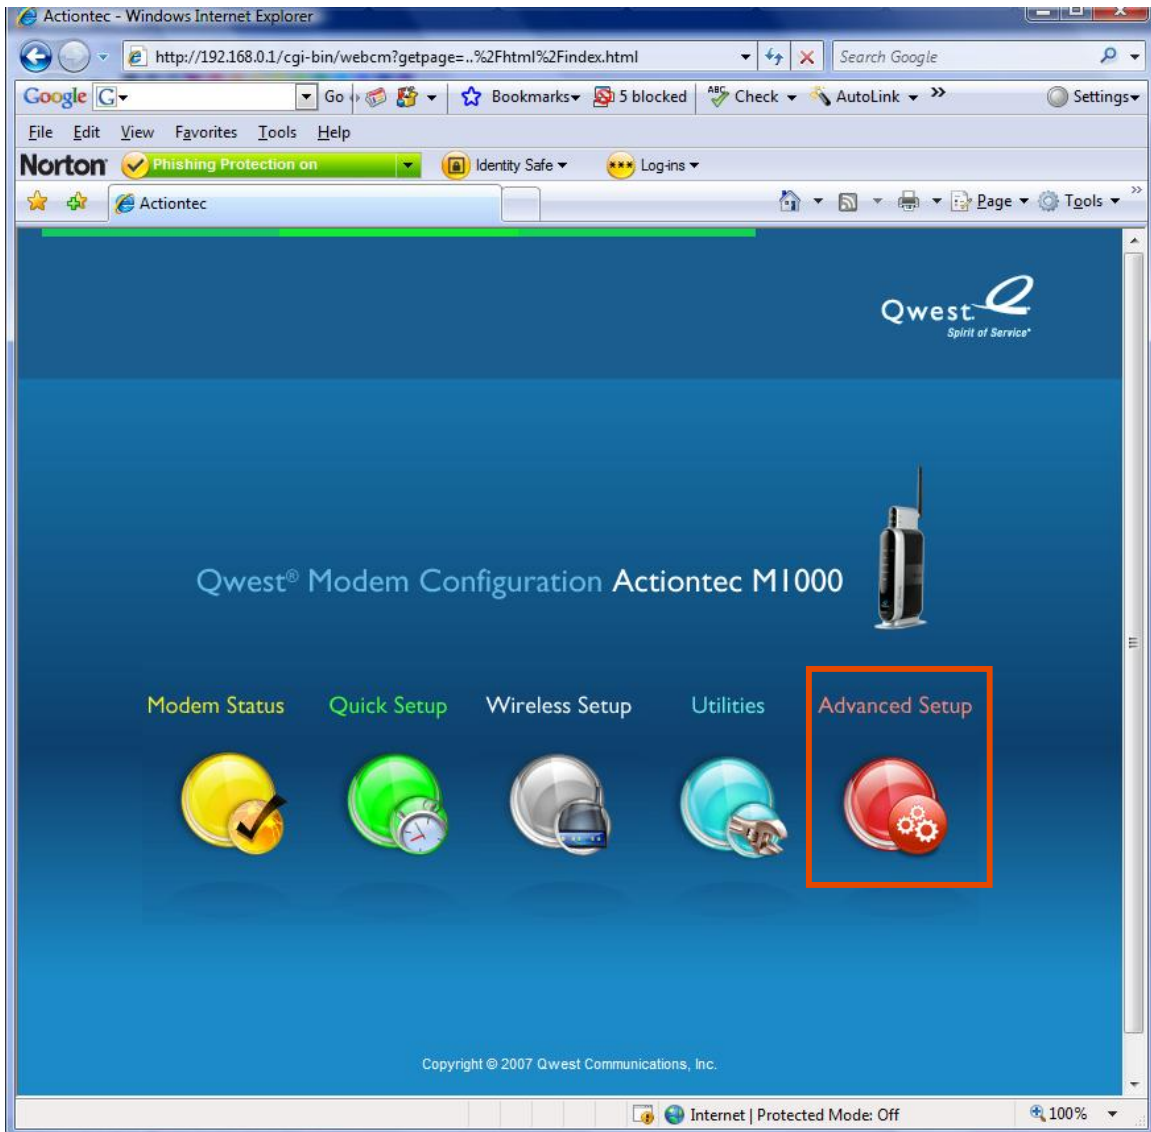 Actiontec - Windows Internet Explorer
http://192.168.0.1/cgi-bin/webcm?getpage=..%2Fhtml%2Findex.html
Search Google
Google G Go Bookmarks 5 blocked ABC Check AutoLink » Settings
File Edit View Favorites Tools Help
Norton Phishing Protection on Identity Safe *** Log-ins
Actiontec Page Tools »
Qwest. Q
Spirit of Service®
Qwest® Modem Configuration Actiontec M1000
Modem Status Quick Setup Wireless Setup Utilities Advanced Setup
Copyright © 2007 Qwest Communications, Inc.
Internet | Protected Mode: Off 100%